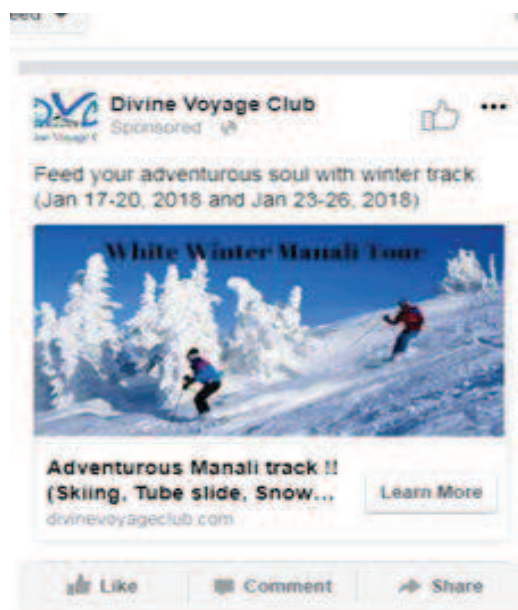 Divine Voyage Club
Sponsored
Feed your adventurous soul with winter track
(Jan 17-20, 2018 and Jan 23-26, 2018)
White Winter Manali Tour
Adventurous Manali track !!
(Skiing, Tube slide, Snow...
Learn More
divinevoyageclub.com
Like Comment Share